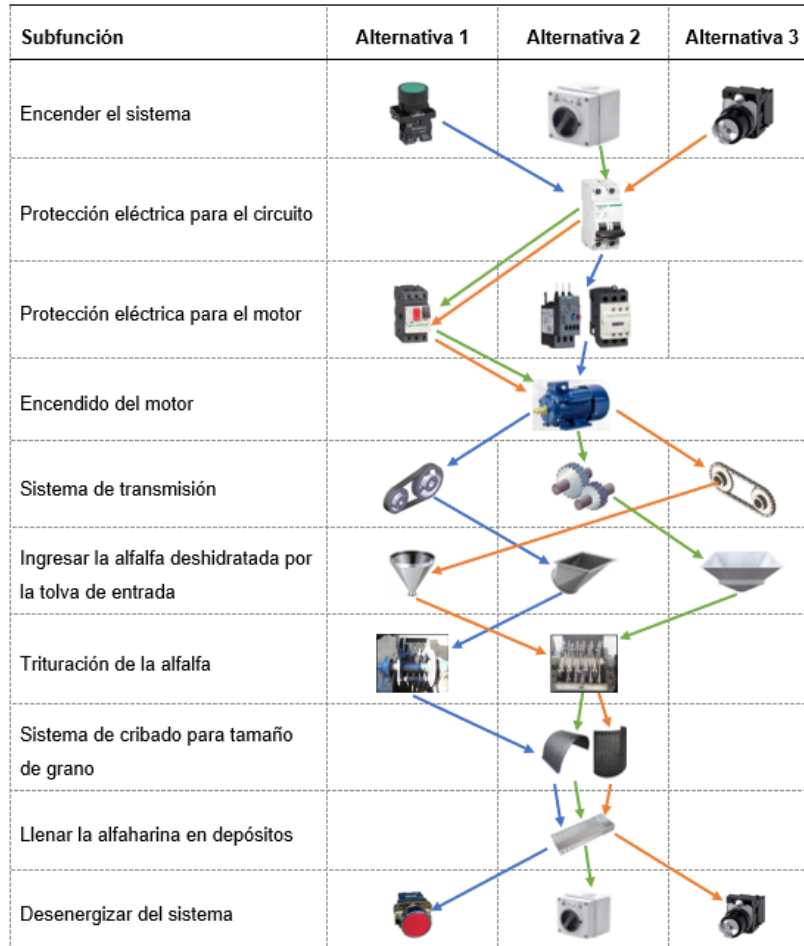 Subfunción Alternativa 1 Alternativa 2 Alternativa 3
Encender el sistema
Protección eléctrica para el circuito
Protección eléctrica para el motor
Encendido del motor
Sistema de transmisión
Ingresar la alfalfa deshidratada por
la tolva de entrada
Trituración de la alfalfa
Sistema de cribado para tamaño
de grano
Llenar la alfaharina en depósitos
Desenergizar del sistema